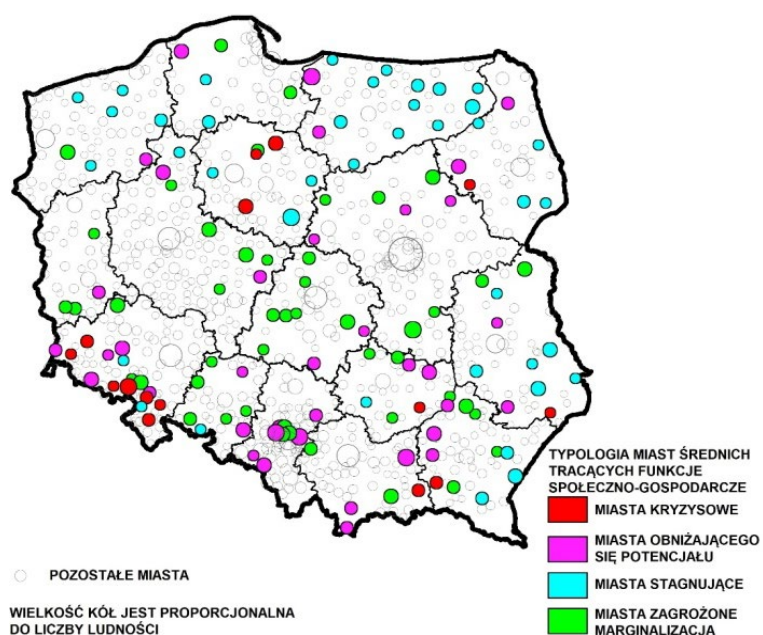 TYPOLOGIA MIAST ŚREDNICH
TRACĄCYCH FUNKCJE
SPOŁECZNO-GOSPODARCZE
MIASTA KRYZYSOWE
MIASTA OBNIŻAJĄCEGO
SIĘ POTENCJAŁU
MIASTA STAGNUJĄCE
MIASTA ZAGROŻONE
MARGINALIZACJĄ
POZOSTAŁE MIASTA
WIELKOŚĆ KÓŁ JEST PROPORCJONALNA
DO LICZBY LUDNOŚCI